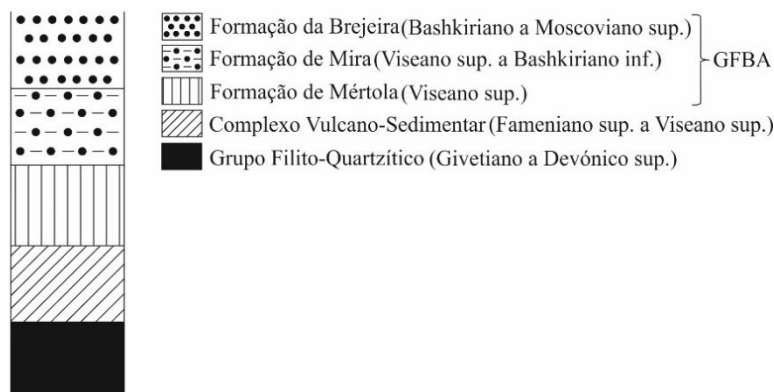 Formação da Brejeira (Bashkiriano a Moscoviano sup.)
Formação de Mira (Viseano sup. a Bashkiriano inf.)
GFBA
Formação de Mértola (Viseano sup.)
Complexo Vulcano-Sedimentar (Fameniano sup. a Viseano sup.)
Grupo Filito-Quartzítico (Givetiano a Devónico sup.)